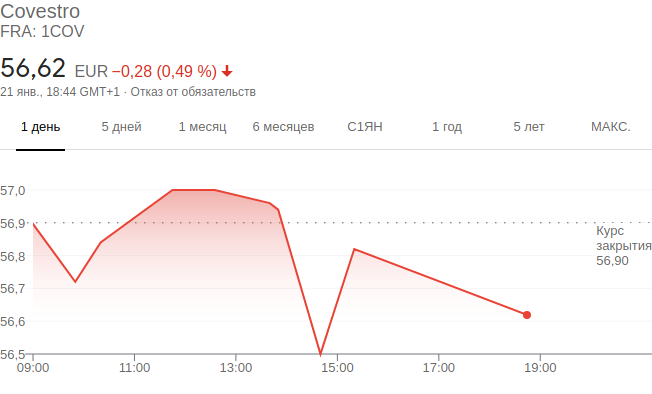 Covestro
FRA: 1COV
56,62 EUR −0,28 (0,49 %)
21 янв., 18:44 GMT+1 · Отказ от обязательств
1 день 5 дней 1 месяц 6 месяцев С1ЯН 1 год 5 лет МАКС.
57,0
56,9
Курс
закрытия
56,90
56,8
56,7
56,6
56,5
09:00 11:00 13:00 15:00 17:00 19:00